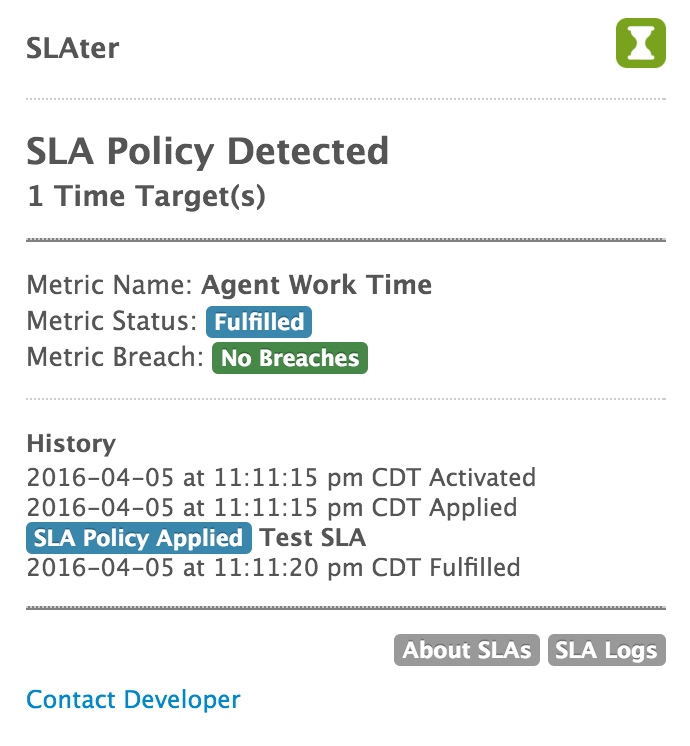 SLAter
SLA Policy Detected
1 Time Target(s)
Metric Name: Agent Work Time
Metric Status: Fulfilled
Metric Breach: No Breaches
History
2016-04-05 at 11:11:15 pm CDT Activated
2016-04-05 at 11:11:15 pm CDT Applied
SLA Policy Applied Test SLA
2016-04-05 at 11:11:20 pm CDT Fulfilled
About SLAs SLA Logs
Contact Developer